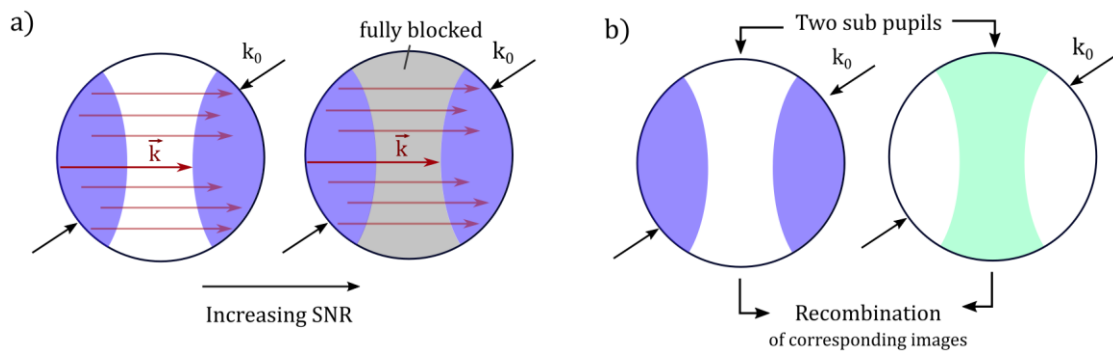 a)
fully blocked
k₀
k₀
k⃗
k⃗
Increasing SNR
b)
Two sub pupils
k₀
k₀
Recombination
of corresponding images